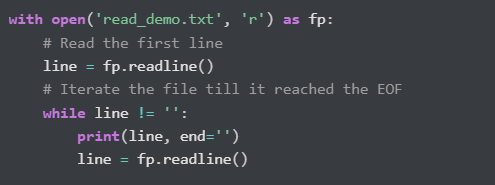 with open('read_demo.txt', 'r') as fp:
    # Read the first line
    line = fp.readline()
    # Iterate the file till it reached the EOF
    while line != '':
        print(line, end='')
        line = fp.readline()